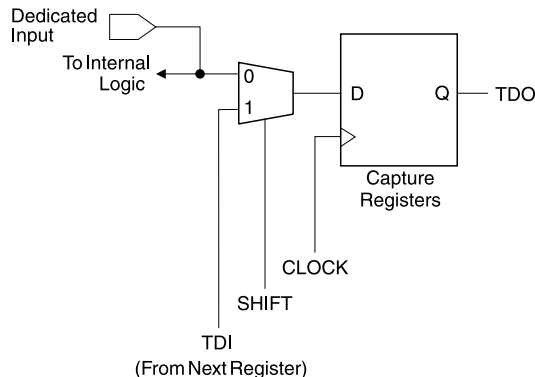 Dedicated
Input
To Internal
Logic
0
1
D
Q
TDO
Capture
Registers
CLOCK
SHIFT
TDI
(From Next Register)